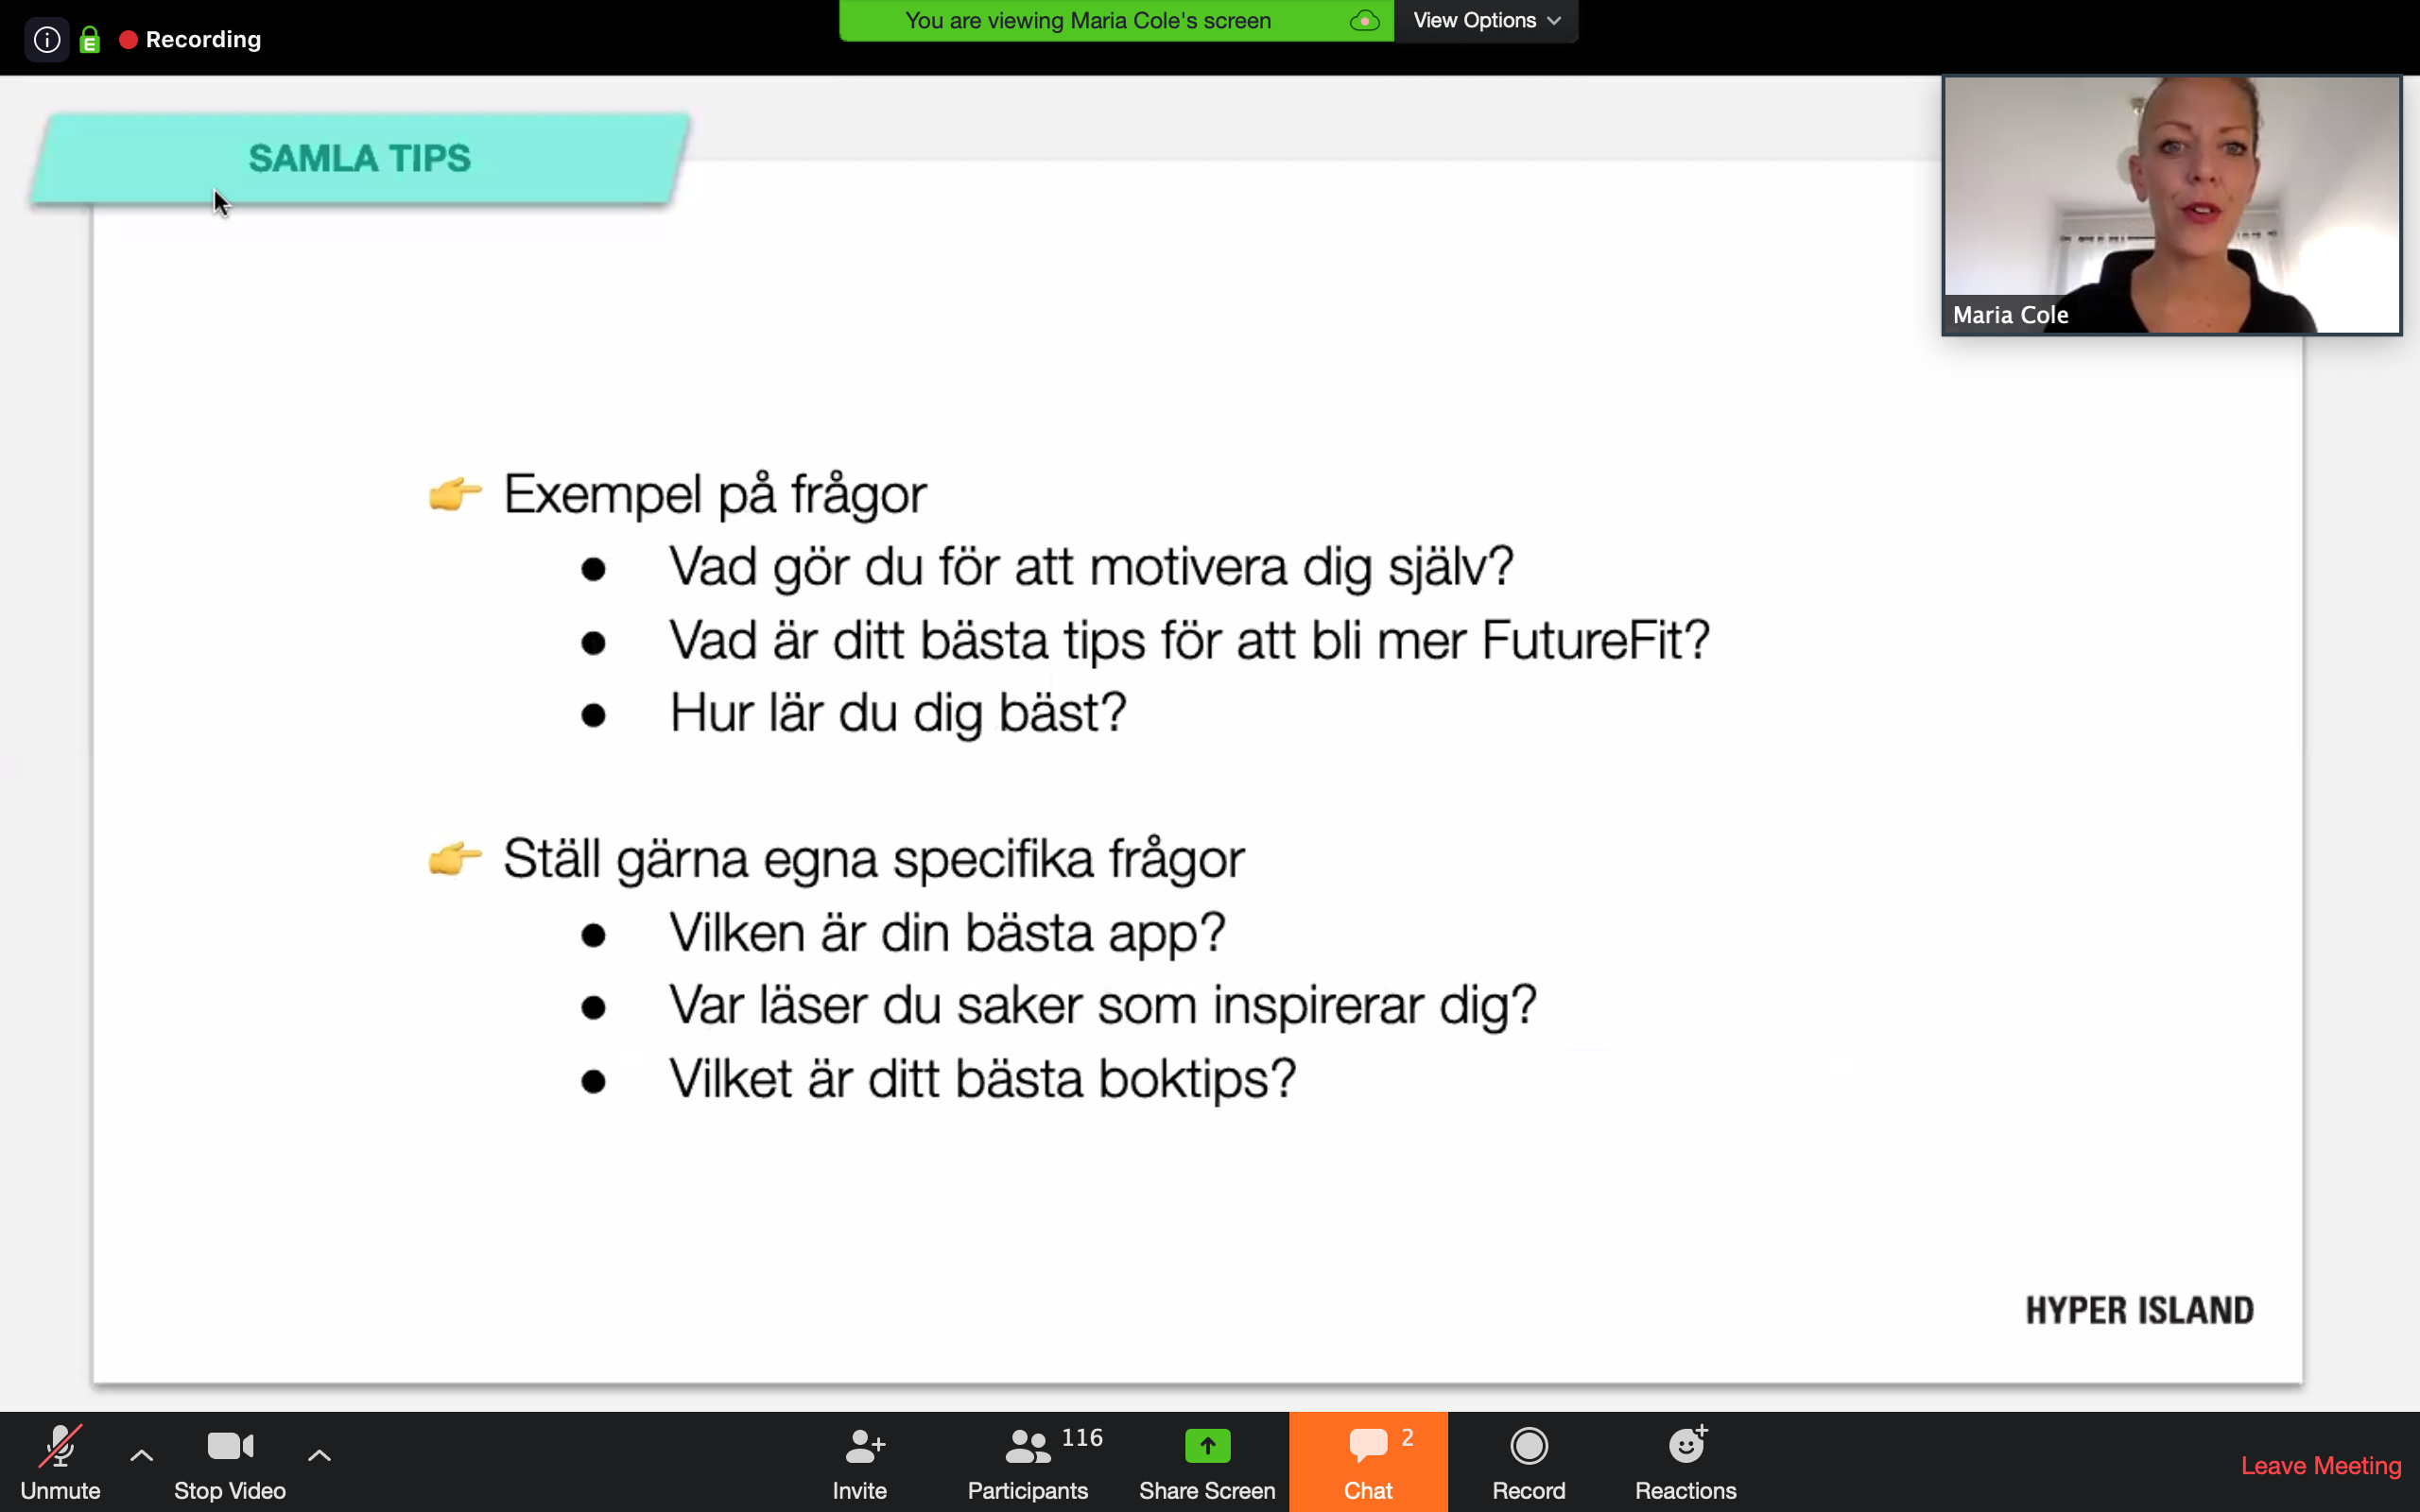 You are viewing Maria Cole's screen
View Options
Recording
SAMLA TIPS
Maria Cole
👉 Exempel på frågor
● Vad gör du för att motivera dig själv?
● Vad är ditt bästa tips för att bli mer FutureFit?
● Hur lär du dig bäst?
👉 Ställ gärna egna specifika frågor
● Vilken är din bästa app?
● Var läser du saker som inspirerar dig?
● Vilket är ditt bästa boktips?
HYPER ISLAND
116
2
Unmute
Stop Video
Invite
Participants
Share Screen
Chat
Record
Reactions
Leave Meeting